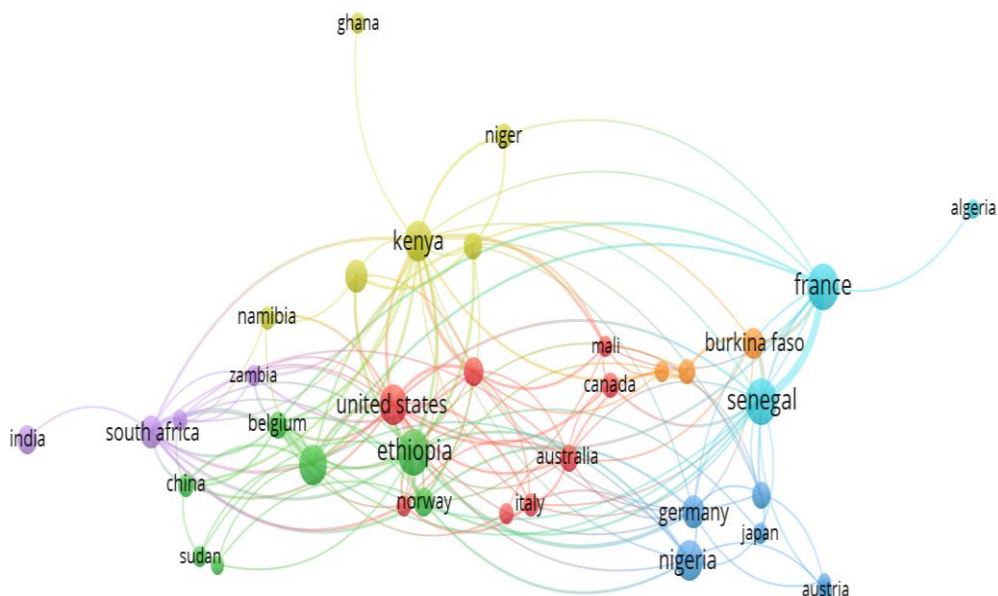 ghana
niger
algeria
kenya
france
namibia
burkina faso
mali
zambia
canada
senegal
united states
belgium
south africa
india
ethiopia
australia
china
norway
italy
germany
japan
sudan
nigeria
austria